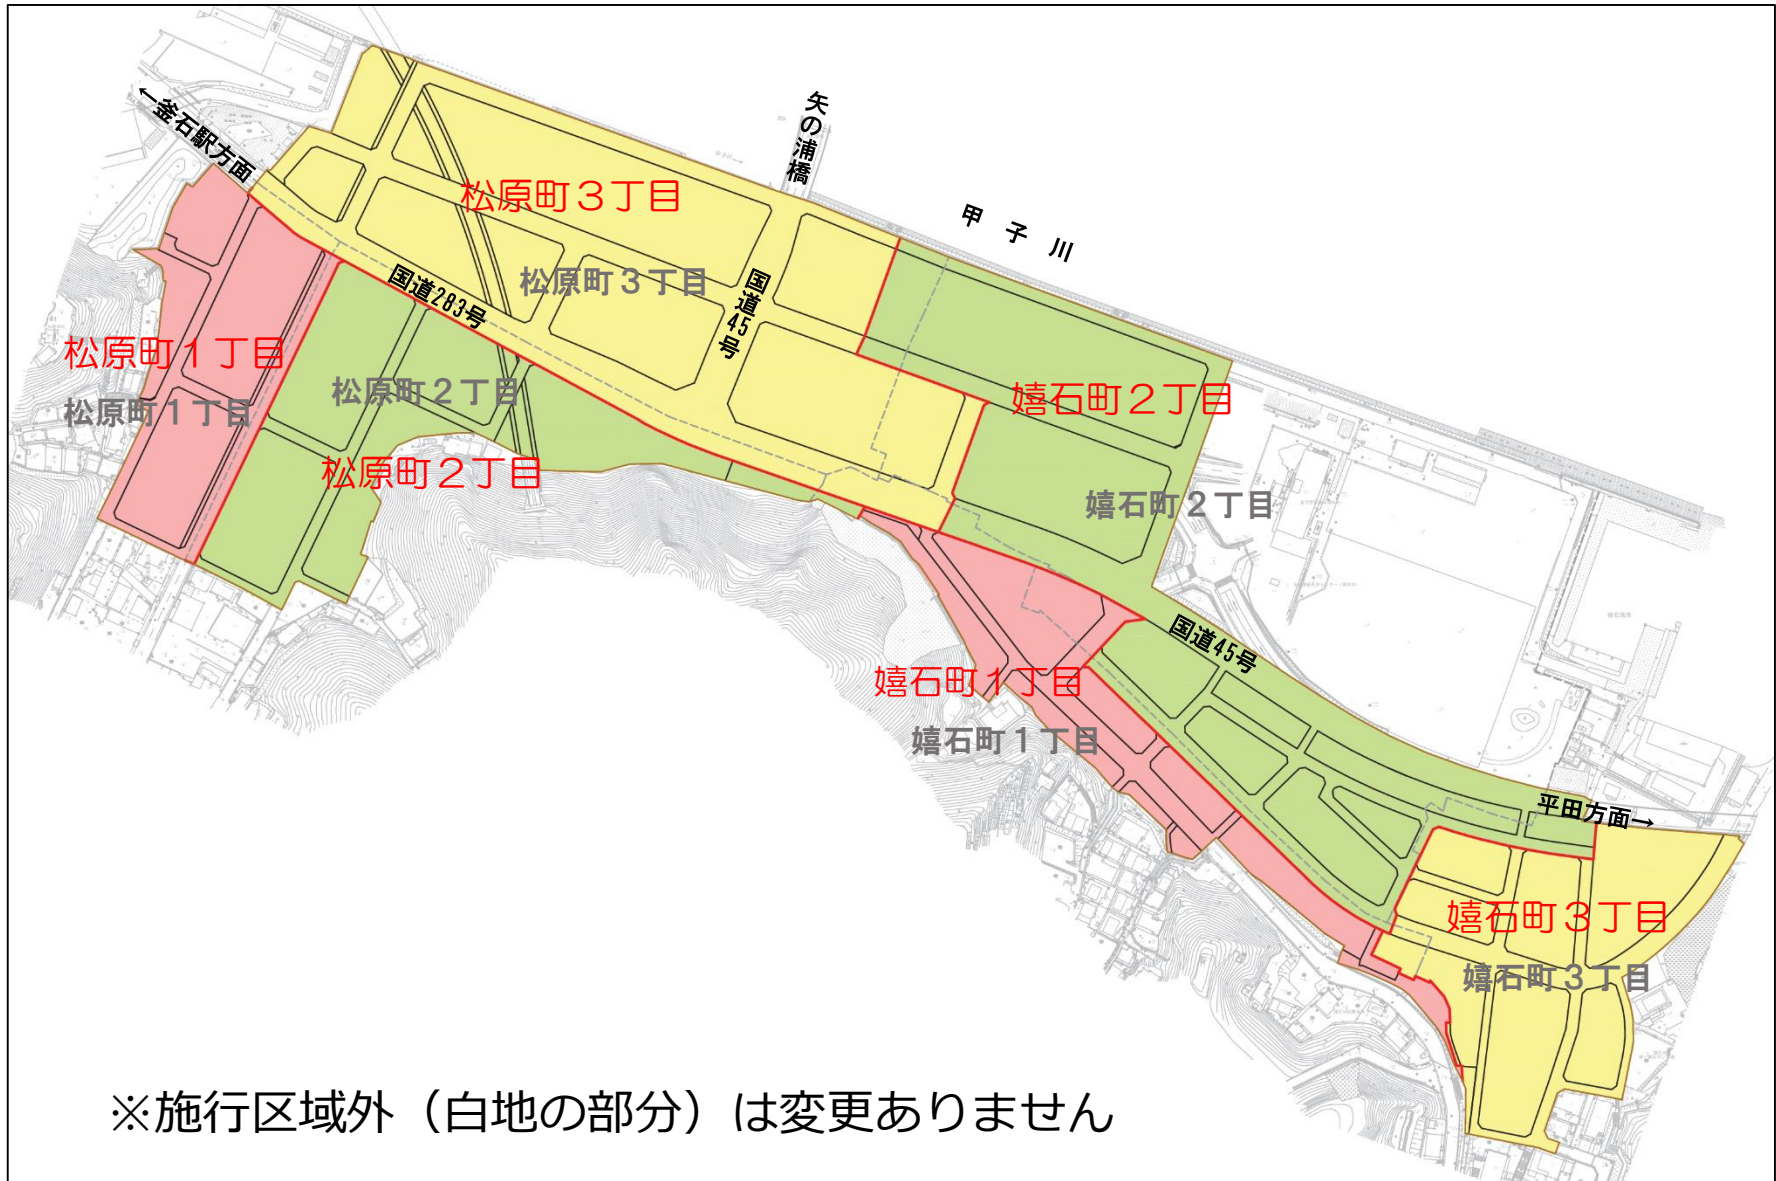 ←釜石駅方面
矢の浦橋
甲子川
松原町3丁目
松原町3丁目
国道283号
国道45号
松原町1丁目
松原町1丁目
松原町2丁目
松原町2丁目
嬉石町2丁目
嬉石町2丁目
国道45号
嬉石町1丁目
嬉石町1丁目
平田方面→
嬉石町3丁目
嬉石町3丁目
※施行区域外（白地の部分）は変更ありません